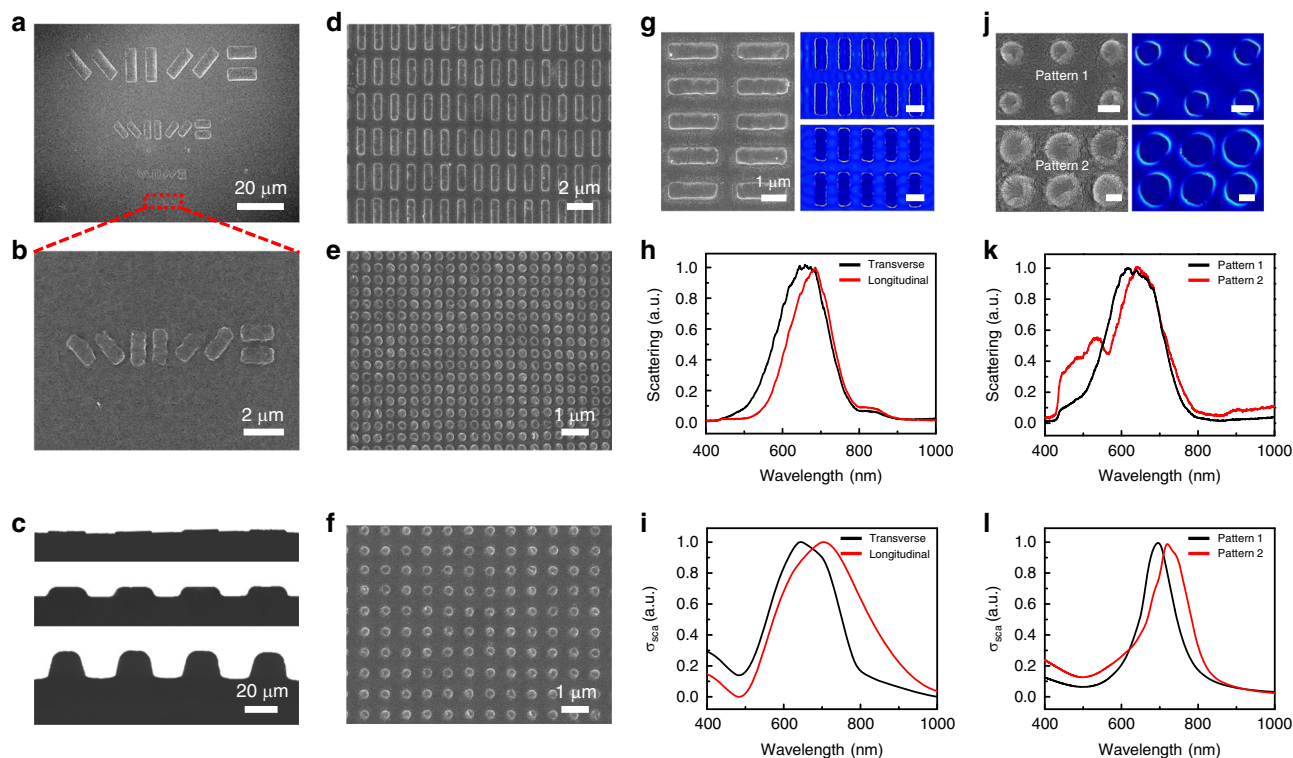 a
20 μm
b
2 μm
c
20 μm
d
2 μm
e
1 μm
f
1 μm
g
1 μm
h
Transverse
Longitudinal
Scattering (a.u.)
1.0
0.8
0.6
0.4
0.2
0.0
400 600 800 1000
Wavelength (nm)
i
Transverse
Longitudinal
σsca (a.u.)
1.0
0.8
0.6
0.4
0.2
0.0
400 600 800 1000
Wavelength (nm)
j
Pattern 1
Pattern 2
k
Pattern 1
Pattern 2
Scattering (a.u.)
1.0
0.8
0.6
0.4
0.2
0.0
400 600 800 1000
Wavelength (nm)
l
Pattern 1
Pattern 2
σsca (a.u.)
1.0
0.8
0.6
0.4
0.2
0.0
400 600 800 1000
Wavelength (nm)